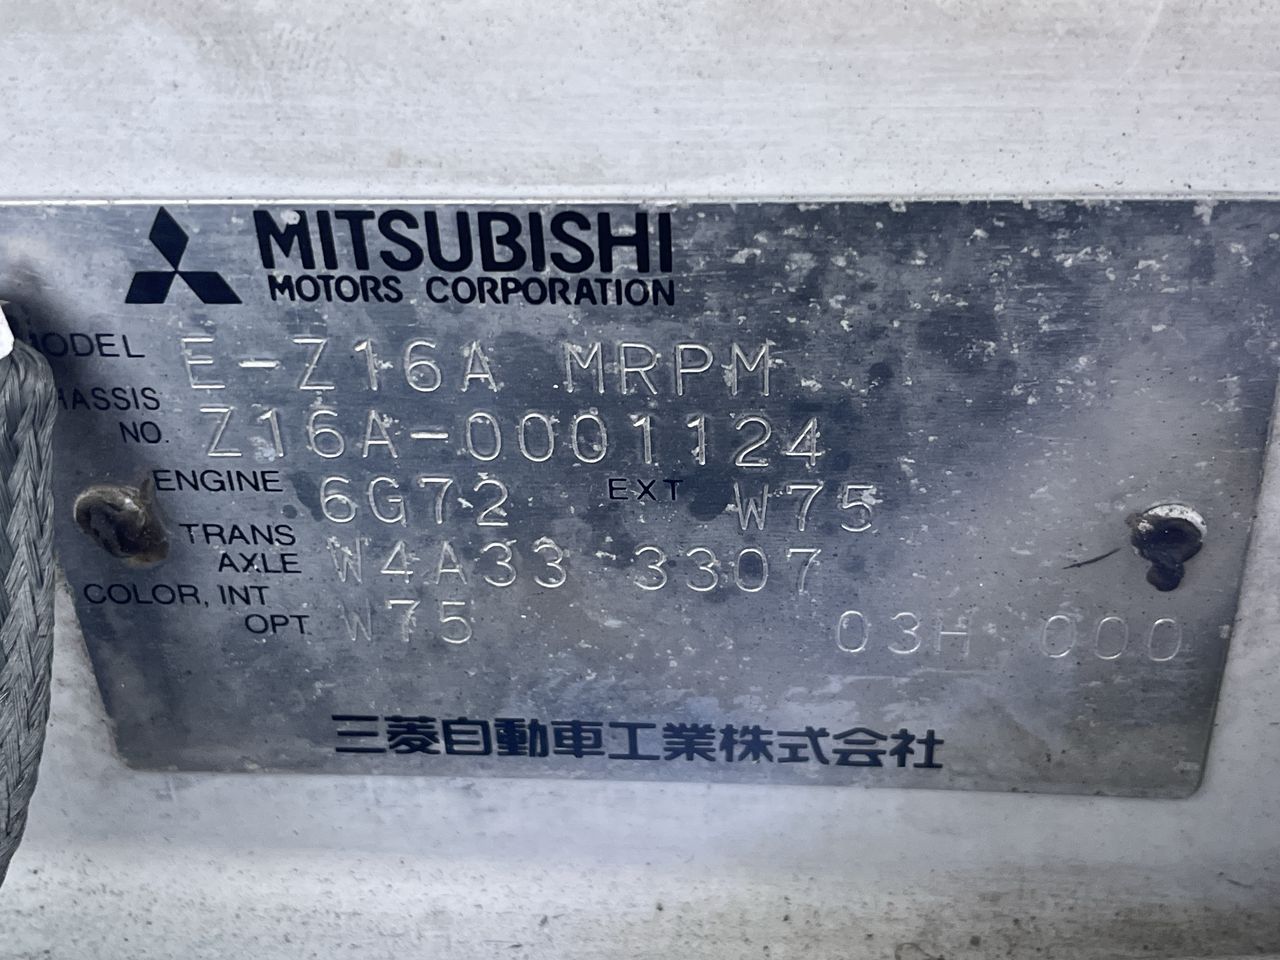 MITSUBISHI
MOTORS CORPORATION
MODEL E-Z16A MRPM
CHASSIS NO. Z16A-0001124
ENGINE 6G72 EXT W75
TRANS AXLE W4A33 3307
COLOR, INT OPT W75 03H 000
三菱自動車工業株式会社